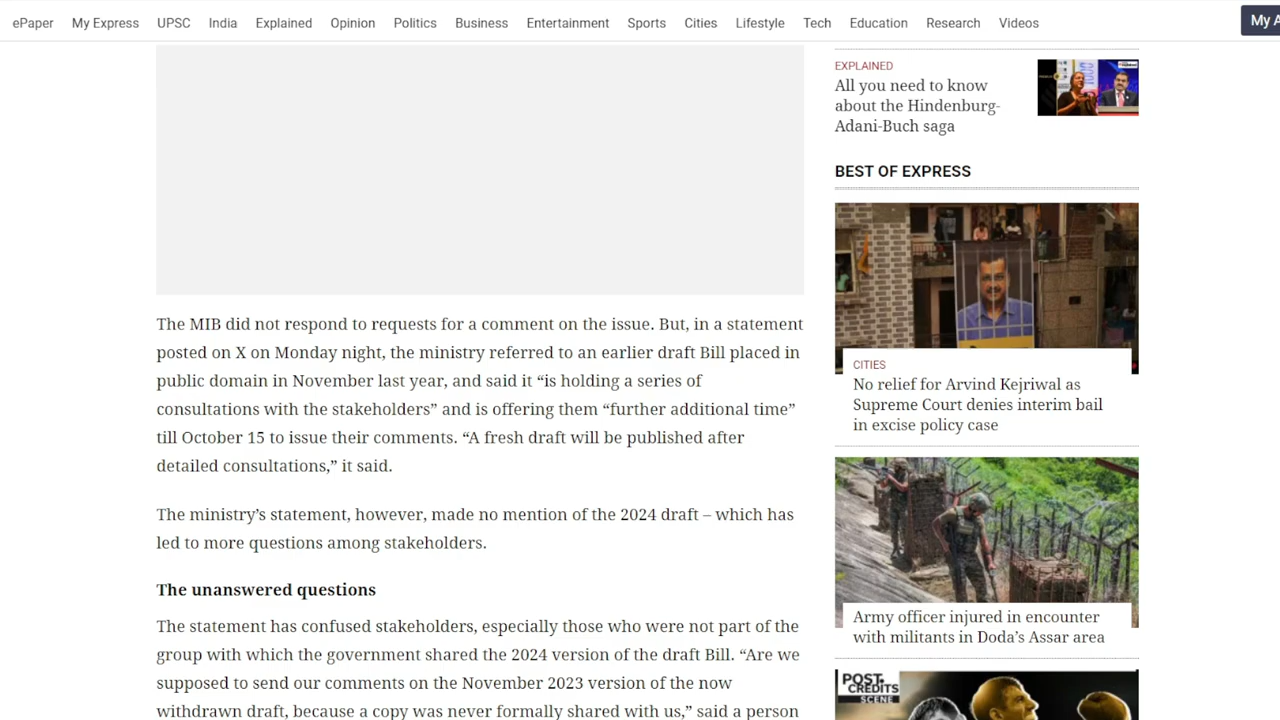 ePaper My Express UPSC India Explained Opinion Politics Business Entertainment Sports Cities Lifestyle Tech Education Research Videos My A
The MIB did not respond to requests for a comment on the issue. But, in a statement
posted on X on Monday night, the ministry referred to an earlier draft Bill placed in
public domain in November last year, and said it “is holding a series of
consultations with the stakeholders” and is offering them “further additional time”
till October 15 to issue their comments. “A fresh draft will be published after
detailed consultations,” it said.
The ministry’s statement, however, made no mention of the 2024 draft – which has
led to more questions among stakeholders.
The unanswered questions
The statement has confused stakeholders, especially those who were not part of the
group with which the government shared the 2024 version of the draft Bill. “Are we
supposed to send our comments on the November 2023 version of the now
withdrawn draft, because a copy was never formally shared with us,” said a person
EXPLAINED
All you need to know
about the Hindenburg-
Adani-Buch saga
BEST OF EXPRESS
CITIES
No relief for Arvind Kejriwal as
Supreme Court denies interim bail
in excise policy case
Army officer injured in encounter
with militants in Doda’s Assar area
POST
CREDITS
SCENE